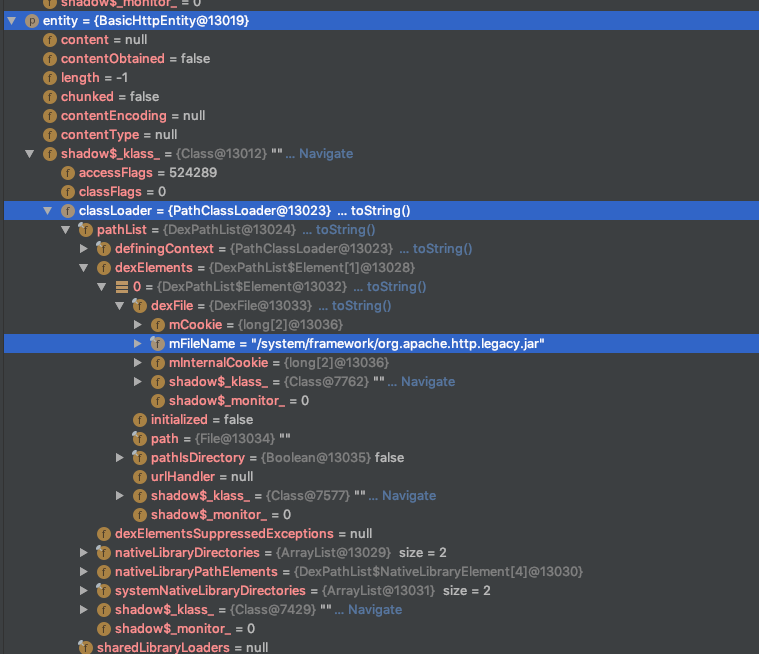 shadow$_monitor_ = 0
entity = {BasicHttpEntity@13019}
content = null
contentObtained = false
length = -1
chunked = false
contentEncoding = null
contentType = null
shadow$_klass_ = {Class@13012} "" ... Navigate
accessFlags = 524289
classFlags = 0
classLoader = {PathClassLoader@13023} ... toString()
pathList = {DexPathList@13024} ... toString()
definingContext = {PathClassLoader@13023} ... toString()
dexElements = {DexPathList$Element[1]@13028}
0 = {DexPathList$Element@13032} ... toString()
dexFile = {DexFile@13033} ... toString()
mCookie = {long[2]@13036}
mFileName = "/system/framework/org.apache.http.legacy.jar"
mInternalCookie = {long[2]@13036}
shadow$_klass_ = {Class@7762} "" ... Navigate
shadow$_monitor_ = 0
initialized = false
path = {File@13034} ""
pathIsDirectory = {Boolean@13035} false
urlHandler = null
shadow$_klass_ = {Class@7577} "" ... Navigate
shadow$_monitor_ = 0
dexElementsSuppressedExceptions = null
nativeLibraryDirectories = {ArrayList@13029} size = 2
nativeLibraryPathElements = {DexPathList$NativeLibraryElement[4]@13030}
systemNativeLibraryDirectories = {ArrayList@13031} size = 2
shadow$_klass_ = {Class@7429} "" ... Navigate
shadow$_monitor_ = 0
sharedLibraryLoaders = null